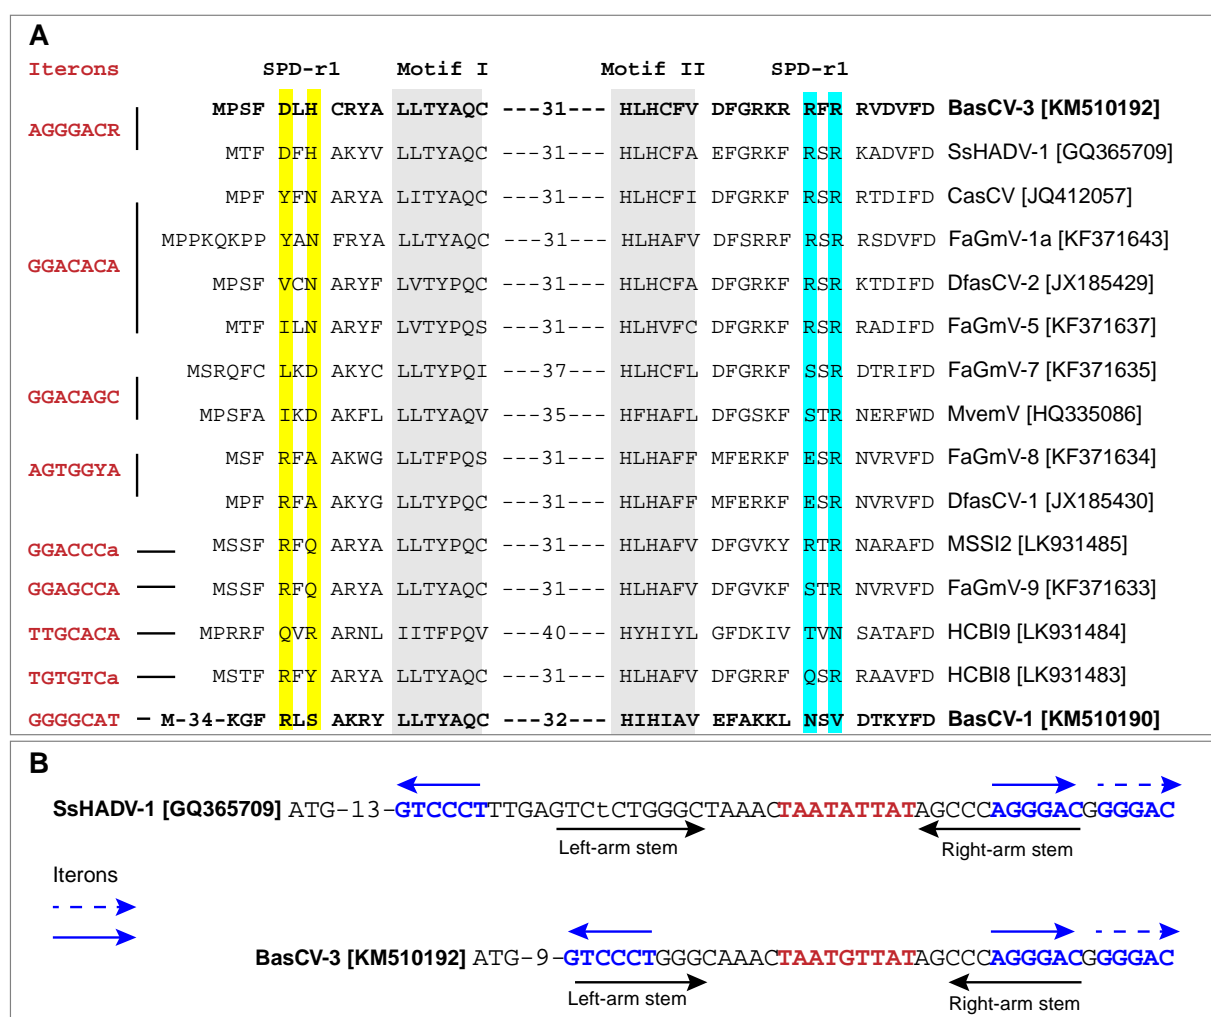 A
Iterons SPD-r1 Motif I Motif II SPD-r1
MPSF DLH CRYA LLTYAQC ---31--- HLHCFV DFGRKR RFR RVDVFD BasCV-3 [KM510192]
AGGGACR
MTF DFH AKYV LLTYAQC ---31--- HLHCFA EFGRKF RSR KADVFD SsHADV-1 [GQ365709]
MPF YFN ARYA LITYAQC ---31--- HLHCFI DFGRKF RSR RTDIFD CasCV [JQ412057]
MPPKQKPP YAN FRYA LLTYAQC ---31--- HLHAFV DFSRRF RSR RSDVFD FaGmV-1a [KF371643]
GGACACA
MPSF VCN ARYF LVTYPQC ---31--- HLHCFA DFGRKF RSR KTDIFD DfasCV-2 [JX185429]
MTF ILN ARYF LVTYPQS ---31--- HLHVFC DFGRKF RSR RADIFD FaGmV-5 [KF371637]
MSRQFC LKD AKYC LLTYPQI ---37--- HLHCFL DFGRKF SSR DTRIFD FaGmV-7 [KF371635]
GGACAGC
MPSFA IKD AKFL LLTYAQV ---35--- HFHAFL DFGSKF STR NERFWD MvemV [HQ335086]
MSF RFA AKWG LLTFPQS ---31--- HLHAFF MFERKF ESR NVRVFD FaGmV-8 [KF371634]
AGTGGYA
MPF RFA AKYG LLTYPQC ---31--- HLHAFF MFERKF ESR NVRVFD DfasCV-1 [JX185430]
GGACCCa MSSF RFQ ARYA LLTYPQC ---31--- HLHAFV DFGVKY RTR NARAFD MSSI2 [LK931485]
GGAGCCA MSSF RFQ ARYA LLTYPQC ---31--- HLHAFV DFGVKF STR NVRVFD FaGmV-9 [KF371633]
TTGCACA MPRRF QVR ARNL IITFPQV ---40--- HYHIYL GFDKIV TVN SATAFD HCBI9 [LK931484]
TGTGTCa MSTF RFY ARYA LLTYAQC ---31--- HLHAFV DFGRRF QSR RAAVFD HCBI8 [LK931483]
GGGGCAT M-34-KGF RLS AKRY LLTYAQC ---32--- HIHIAV EFAKKL NSV DTKYFD BasCV-1 [KM510190]
B
SsHADV-1 [GQ365709] ATG-13-GTCCCTTTGAGTCtCTGGGCTAAACTAATATTATAGCCCAGGGACGGGGAC
Left-arm stem Right-arm stem
Iterons
BasCV-3 [KM510192] ATG-9-GTCCCTGGGCAAACTAATGTTATAGCCCAGGGACGGGGAC
Left-arm stem Right-arm stem